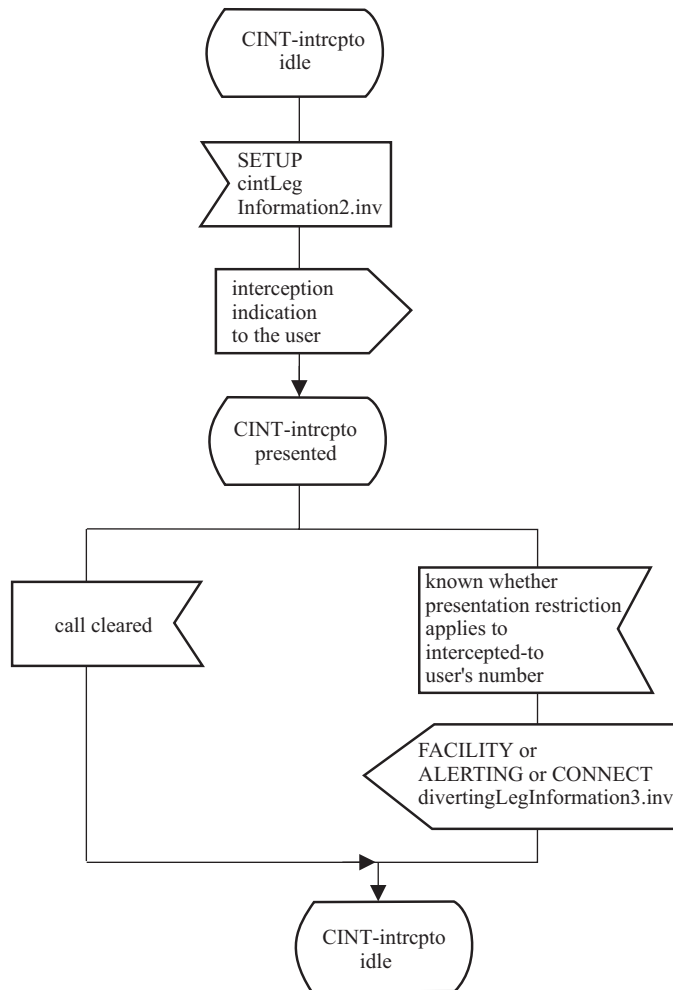 CINT-intrcpto
idle
SETUP
cintLeg
Information2.inv
interception
indication
to the user
CINT-intrcpto
presented
call cleared
known whether
presentation restriction
applies to
intercepted-to
user's number
FACILITY or
ALERTING or CONNECT
divertingLegInformation3.inv
CINT-intrcpto
idle